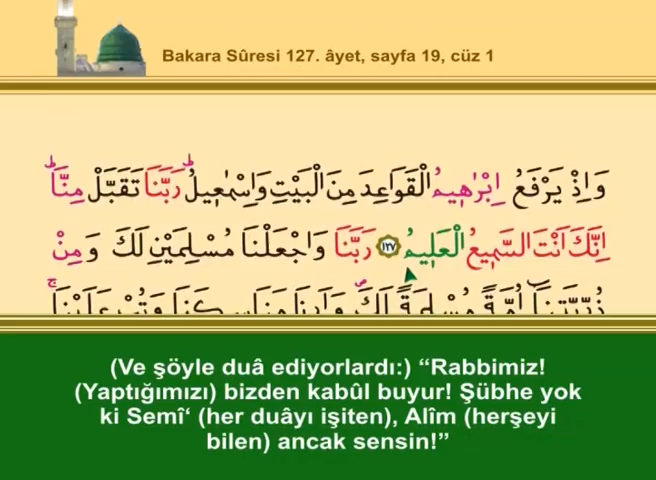 Bakara Sûresi 127. âyet, sayfa 19, cüz 1
وَاِذْ يَرْفَعُ اِبْرٰه۪يمُ الْقَوَاعِدَ مِنَ الْبَيْتِ وَاِسْمٰع۪يلُۜ رَبَّنَا تَقَبَّلْ مِنَّاۜ
اِنَّكَ اَنْتَ السَّم۪يعُ الْعَل۪يمُ ١٢٧ رَبَّنَا وَاجْعَلْنَا مُسْلِمَيْنِ لَكَ وَمِنْ
ذُرِّيَّتِنَٓا اُمَّةً مُسْلِمَةً لَكَۖ وَاَرِنَا مَنَاسِكَنَا وَتُبْ عَلَيْنَاۚ
(Ve şöyle duâ ediyorlardı:) “Rabbimiz!
(Yaptığımızı) bizden kabûl buyur! Şübhe yok
ki Semî‘ (her duâyı işiten), Alîm (herşeyi
bilen) ancak sensin!”